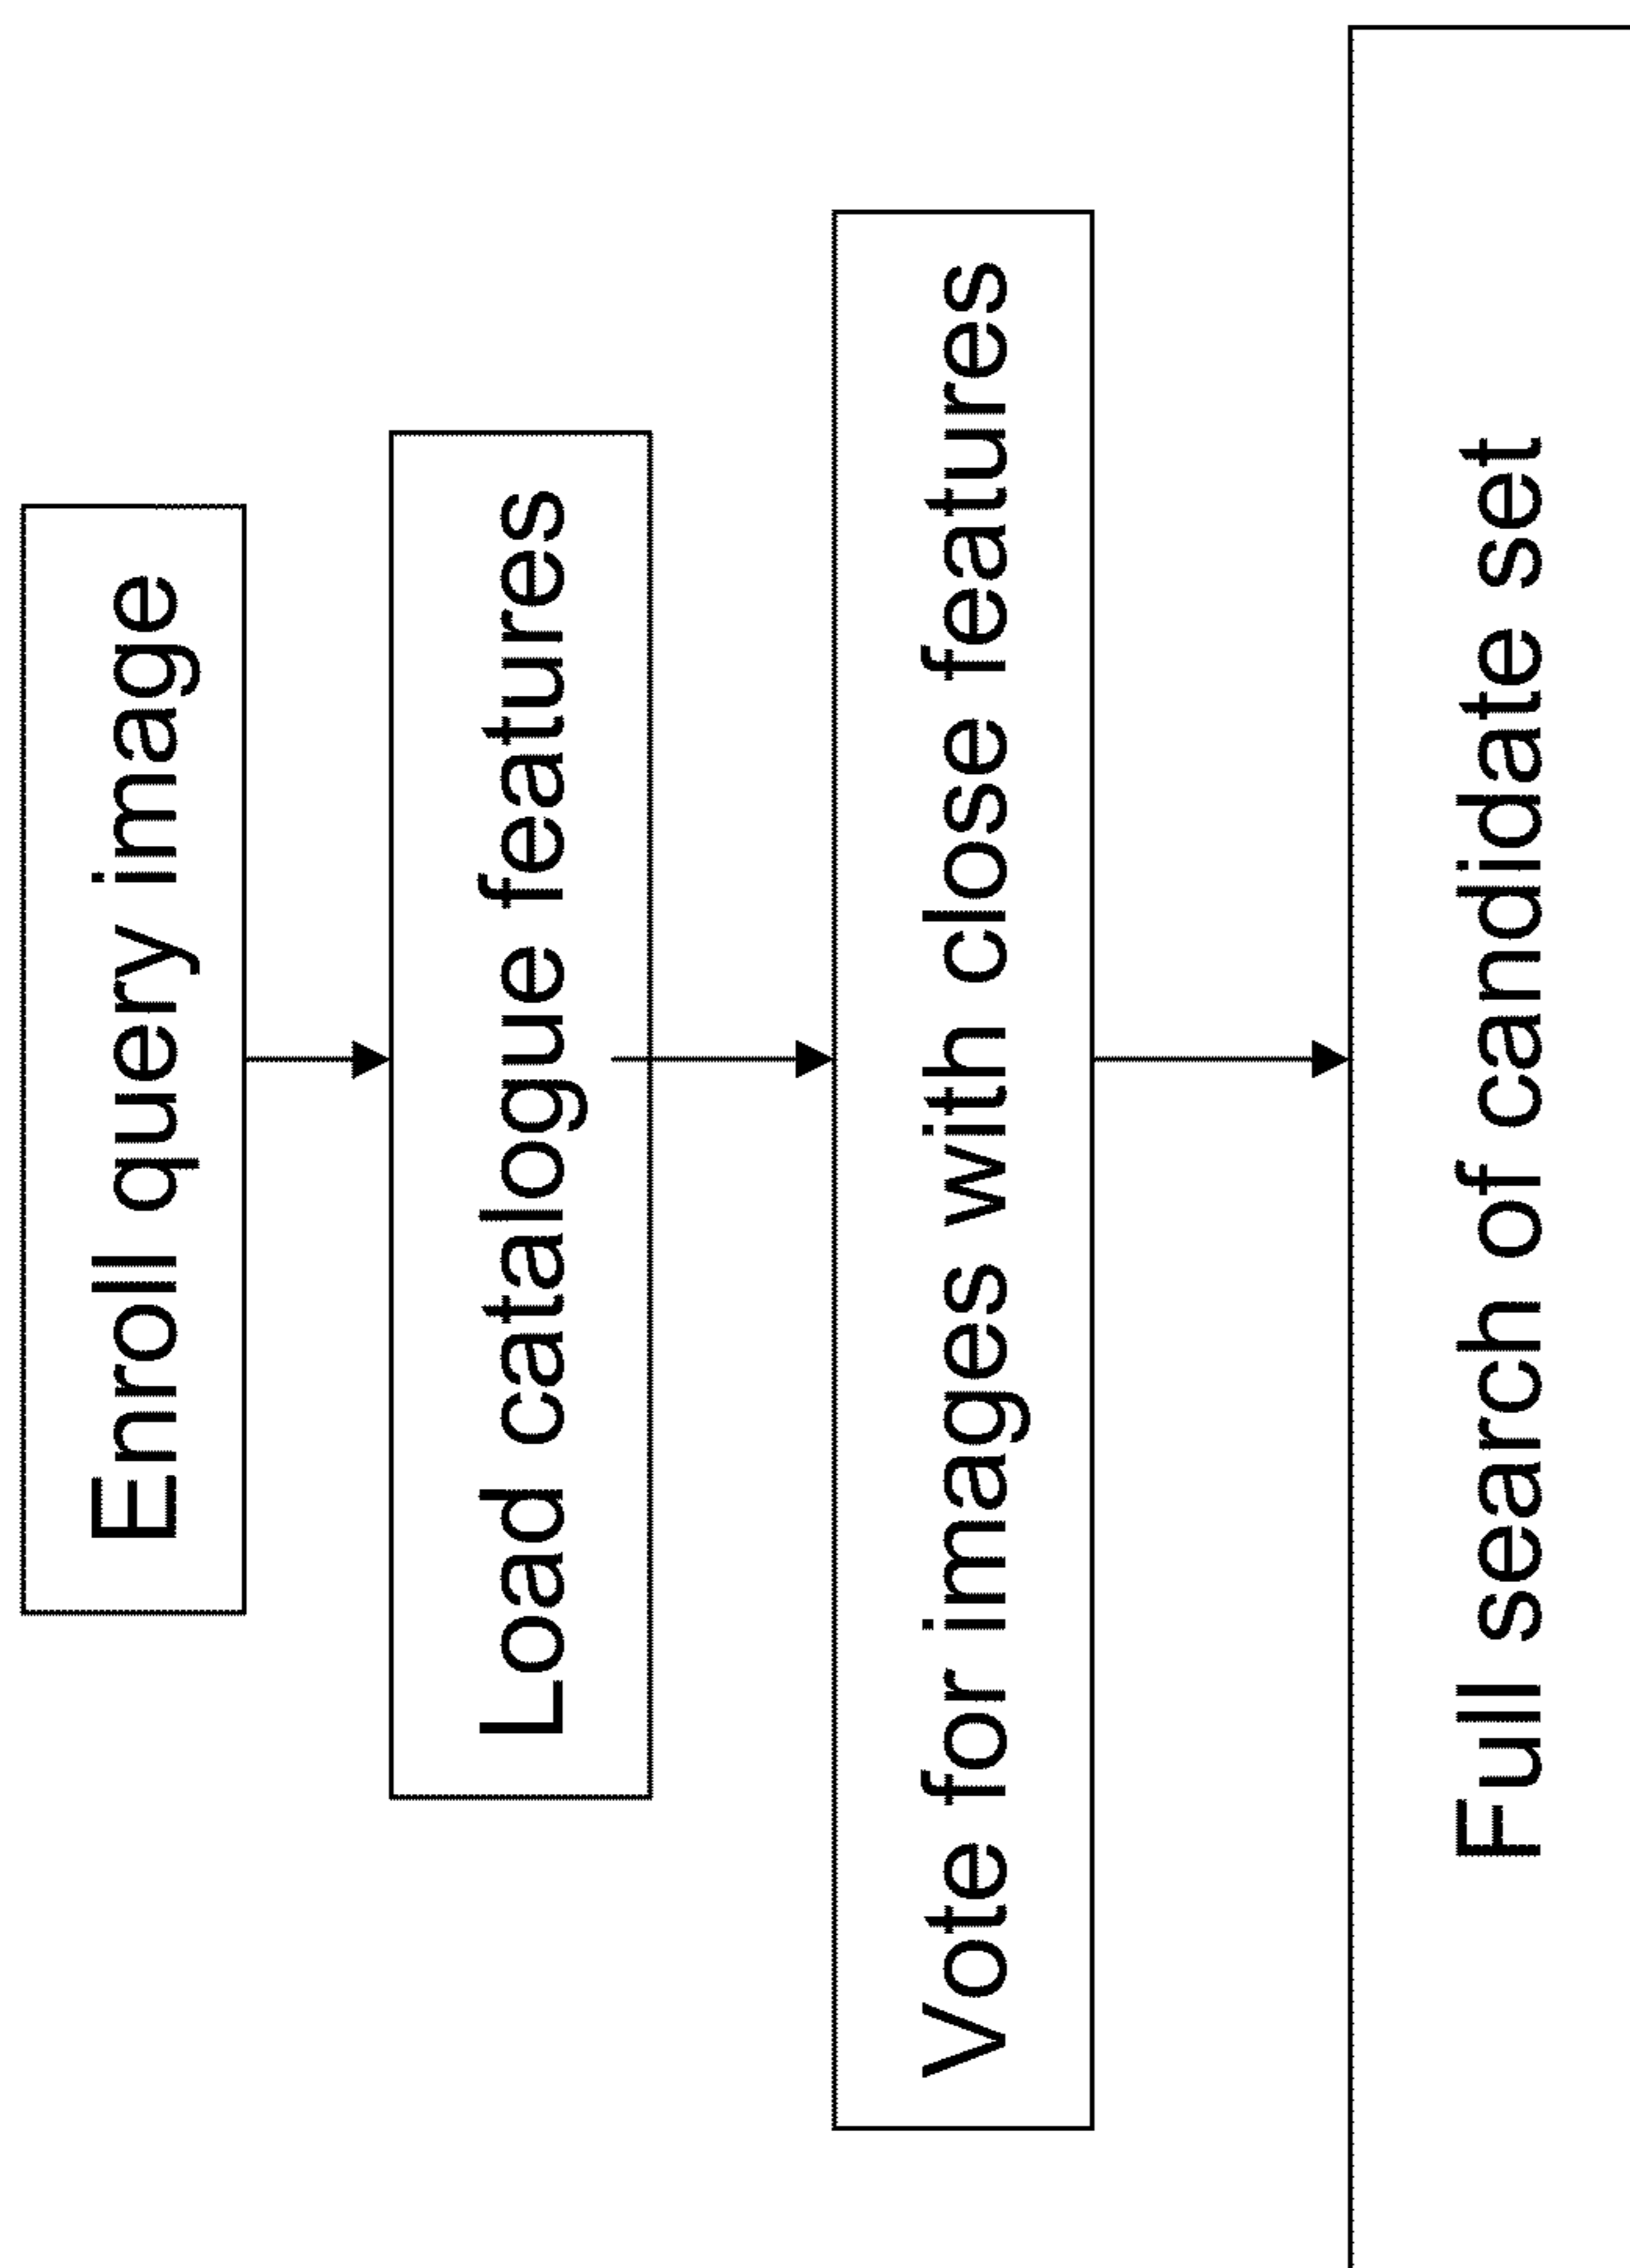 Enroll query image
Load catalogue features
Vote for images with close features
Full search of candidate set